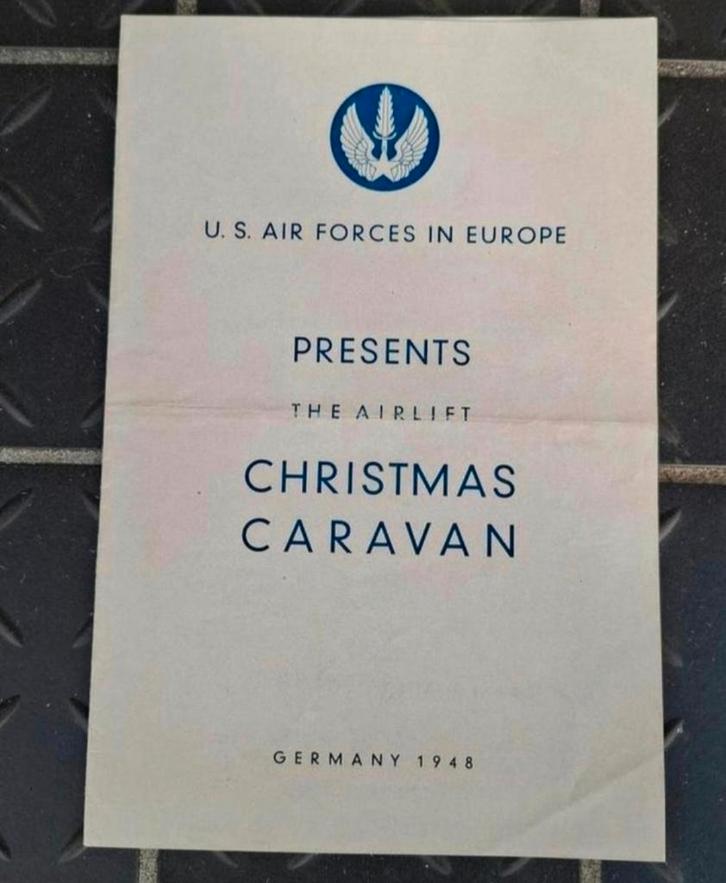 U. S. AIR FORCES IN EUROPE
PRESENTS
THE AIRLIFT
CHRISTMAS
CARAVAN
GERMANY 1948